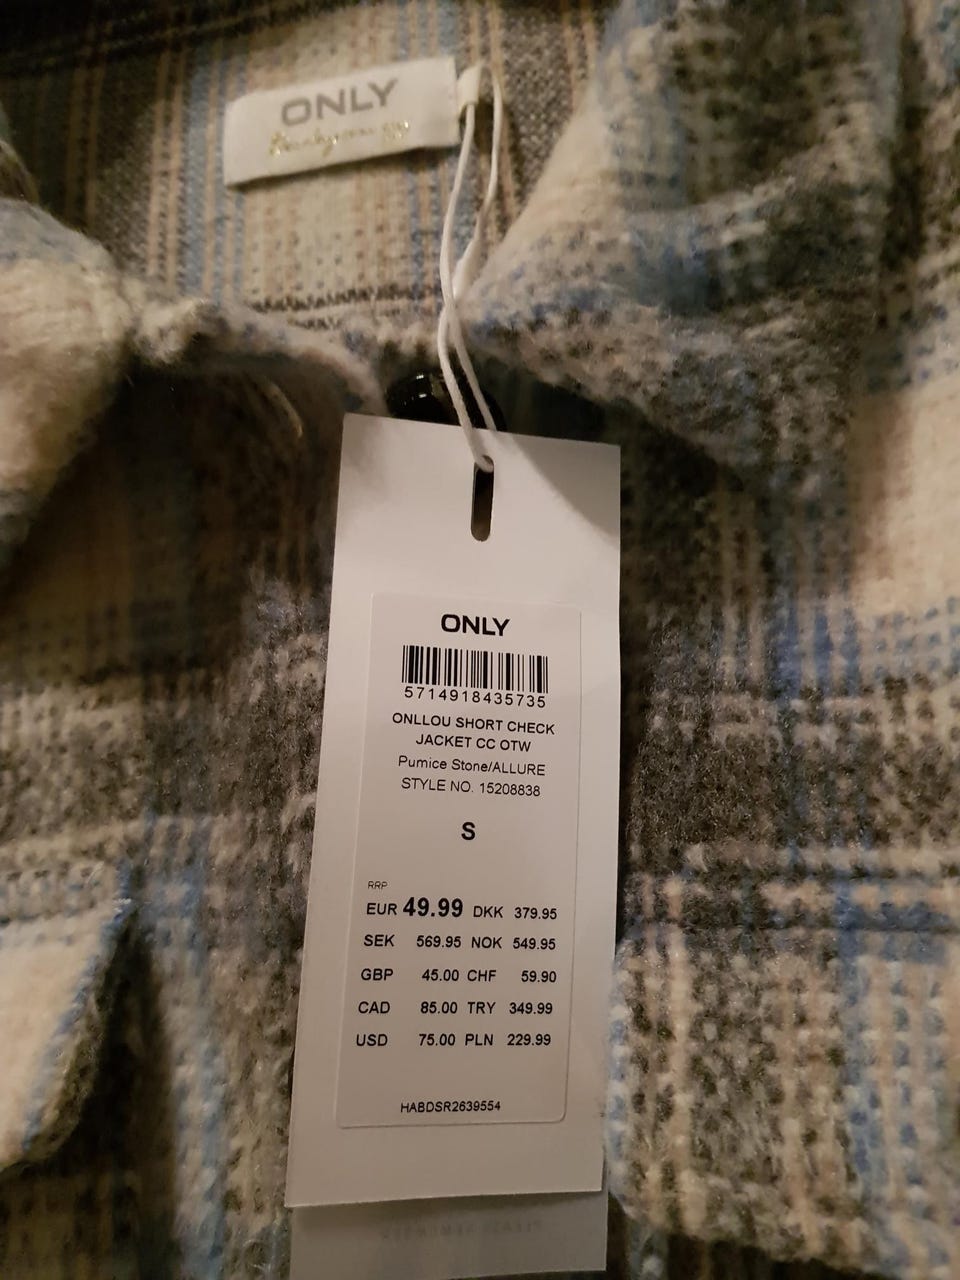 ONLY
ONLY
5714918435735
ONLLOU SHORT CHECK
JACKET CC OTW
Pumice Stone/ALLURE
STYLE NO. 15208838
S
RRP
EUR 49.99 DKK 379.95
SEK 569.95 NOK 549.95
GBP 45.00 CHF 59.90
CAD 85.00 TRY 349.99
USD 75.00 PLN 229.99
HABDSR2639554